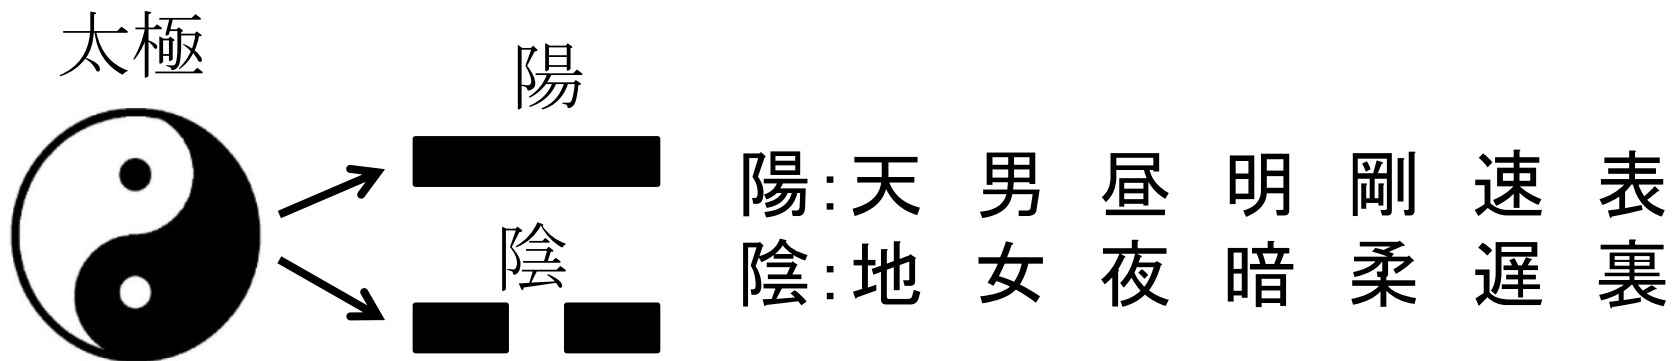 太極
陽
陰
陽:天 男 昼 明 剛 速 表
陰:地 女 夜 暗 柔 遅 裏